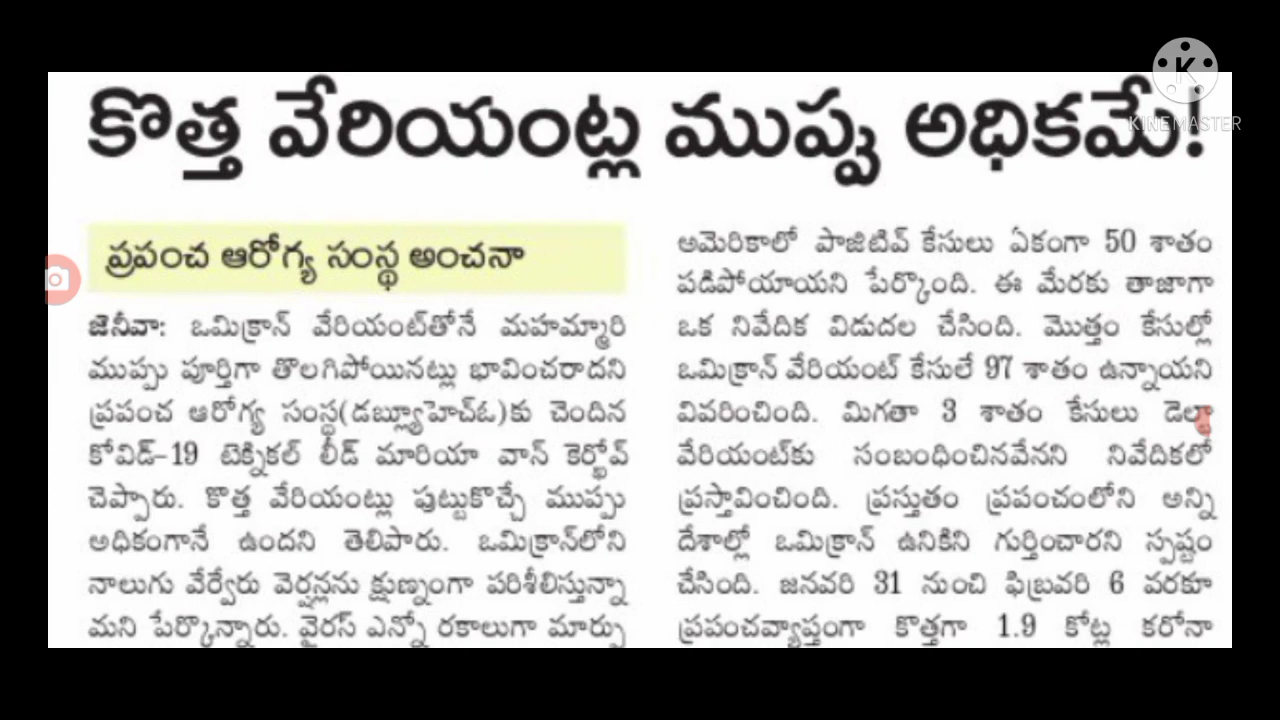 కొత్త వేరియంట్ల ముప్పు అధికమే!
KINEMASTER
ప్రపంచ ఆరోగ్య సంస్థ అంచనా
జెనీవా: ఒమిక్రాన్ వేరియంట్‌తోనే మహమ్మారి
ముప్పు పూర్తిగా తొలగిపోయినట్లు భావించరాదని
ప్రపంచ ఆరోగ్య సంస్థ(డబ్ల్యూహెచ్ఓ)కు చెందిన
కోవిడ్-19 టెక్నికల్ లీడ్ మారియా వాన్ కెర్ఖోవ్
చెప్పారు. కొత్త వేరియంట్లు పుట్టుకొచ్చే ముప్పు
అధికంగానే ఉందని తెలిపారు. ఒమిక్రాన్‌లోని
నాలుగు వేర్వేరు వెర్షన్లను క్షుణ్నంగా పరిశీలిస్తున్నా
మని పేర్కొన్నారు. వైరస్ ఎన్నో రకాలుగా మార్పు
అమెరికాలో పాజిటివ్ కేసులు ఏకంగా 50 శాతం
పడిపోయాయని పేర్కొంది. ఈ మేరకు తాజాగా
ఒక నివేదిక విడుదల చేసింది. మొత్తం కేసుల్లో
ఒమిక్రాన్ వేరియంట్ కేసులే 97 శాతం ఉన్నాయని
వివరించింది. మిగతా 3 శాతం కేసులు డెల్టా
వేరియంట్‌కు సంబంధించినవేనని నివేదికలో
ప్రస్తావించింది. ప్రస్తుతం ప్రపంచంలోని అన్ని
దేశాల్లో ఒమిక్రాన్ ఉనికిని గుర్తించారని స్పష్టం
చేసింది. జనవరి 31 నుంచి ఫిబ్రవరి 6 వరకూ
ప్రపంచవ్యాప్తంగా కొత్తగా 1.9 కోట్ల కరోనా